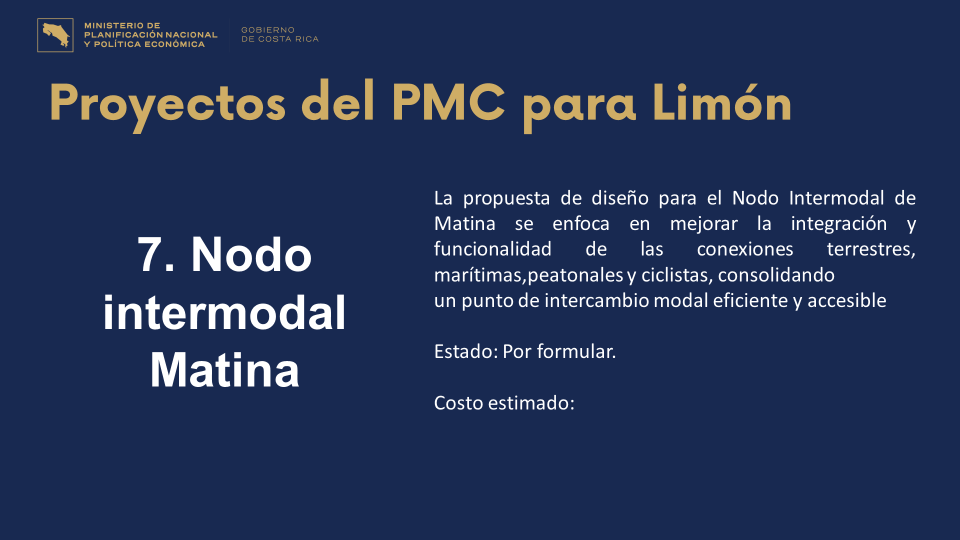 MINISTERIO DE
PLANIFICACIÓN NACIONAL
Y POLÍTICA ECONÓMICA
GOBIERNO
DE COSTA RICA
Proyectos del PMC para Limón
7. Nodo
intermodal
Matina
La propuesta de diseño para el Nodo Intermodal de
Matina se enfoca en mejorar la integración y
funcionalidad de las conexiones terrestres,
marítimas,peatonales y ciclistas, consolidando
un punto de intercambio modal eficiente y accesible
Estado: Por formular.
Costo estimado: